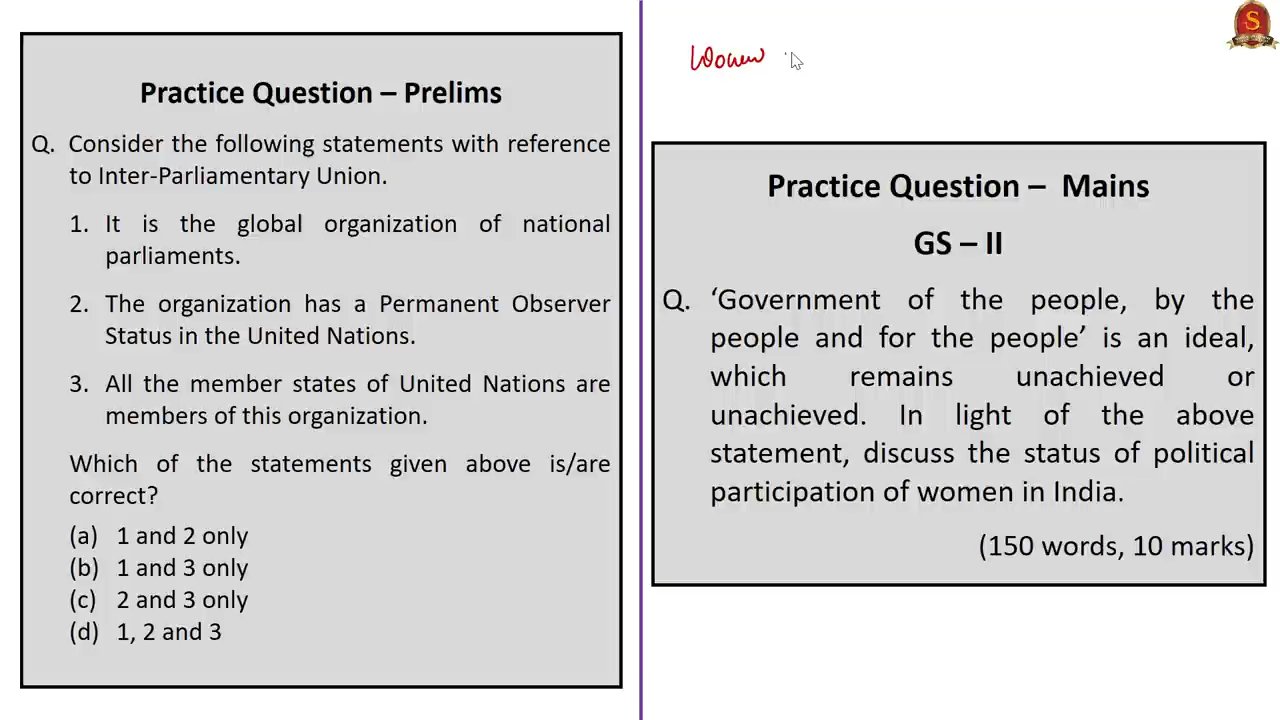 Practice Question – Prelims
Q. Consider the following statements with reference
to Inter-Parliamentary Union.
1. It is the global organization of national
parliaments.
2. The organization has a Permanent Observer
Status in the United Nations.
3. All the member states of United Nations are
members of this organization.
Which of the statements given above is/are
correct?
(a) 1 and 2 only
(b) 1 and 3 only
(c) 2 and 3 only
(d) 1, 2 and 3
Women
S
Practice Question – Mains
GS – II
Q. ‘Government of the people, by the
people and for the people’ is an ideal,
which remains unachieved or
unachieved. In light of the above
statement, discuss the status of political
participation of women in India.
(150 words, 10 marks)